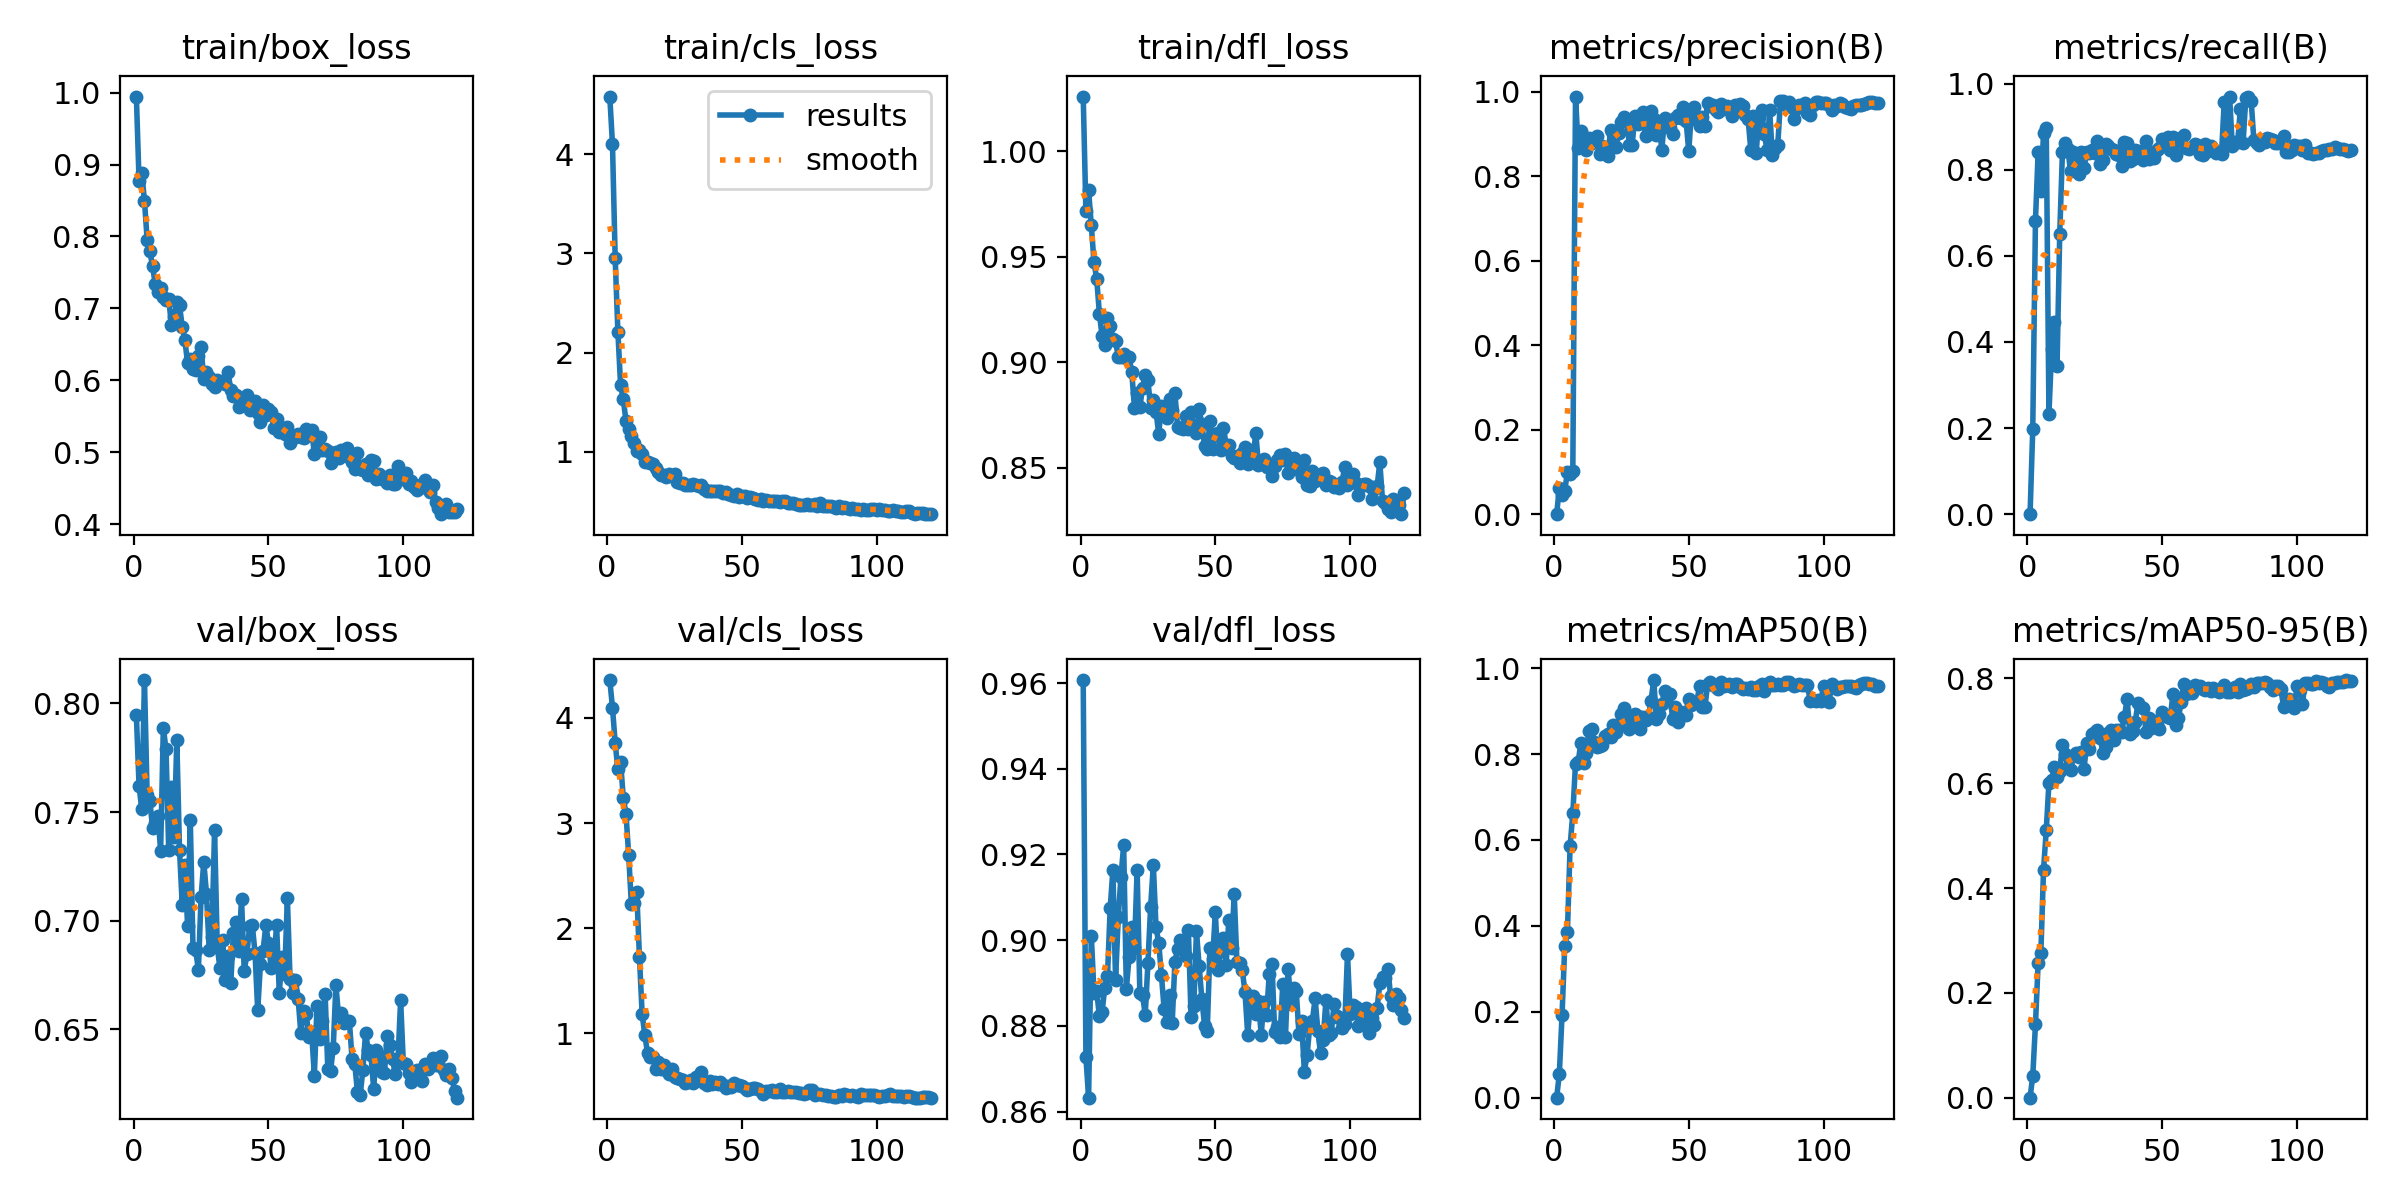 train/box_loss
1.0
0.9
0.8
0.7
0.6
0.5
0.4
0 50 100
train/cls_loss
results
smooth
4
3
2
1
0 50 100
train/dfl_loss
1.00
0.95
0.90
0.85
0 50 100
metrics/precision(B)
1.0
0.8
0.6
0.4
0.2
0.0
0 50 100
metrics/recall(B)
1.0
0.8
0.6
0.4
0.2
0.0
0 50 100
val/box_loss
0.80
0.75
0.70
0.65
0 50 100
val/cls_loss
4
3
2
1
0 50 100
val/dfl_loss
0.96
0.94
0.92
0.90
0.88
0.86
0 50 100
metrics/mAP50(B)
1.0
0.8
0.6
0.4
0.2
0.0
0 50 100
metrics/mAP50-95(B)
0.8
0.6
0.4
0.2
0.0
0 50 100